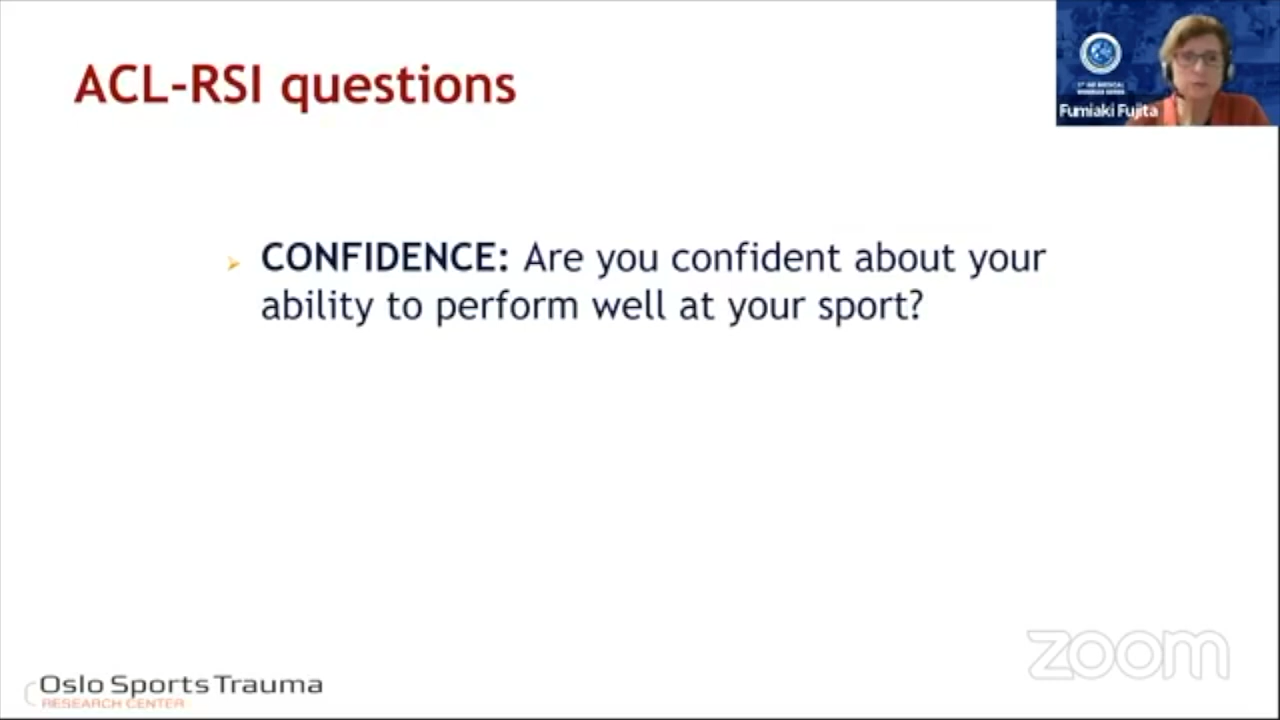 ACL-RSI questions
Fumiaki Fujita
CONFIDENCE: Are you confident about your
ability to perform well at your sport?
zoom
Oslo Sports Trauma
RESEARCH CENTER